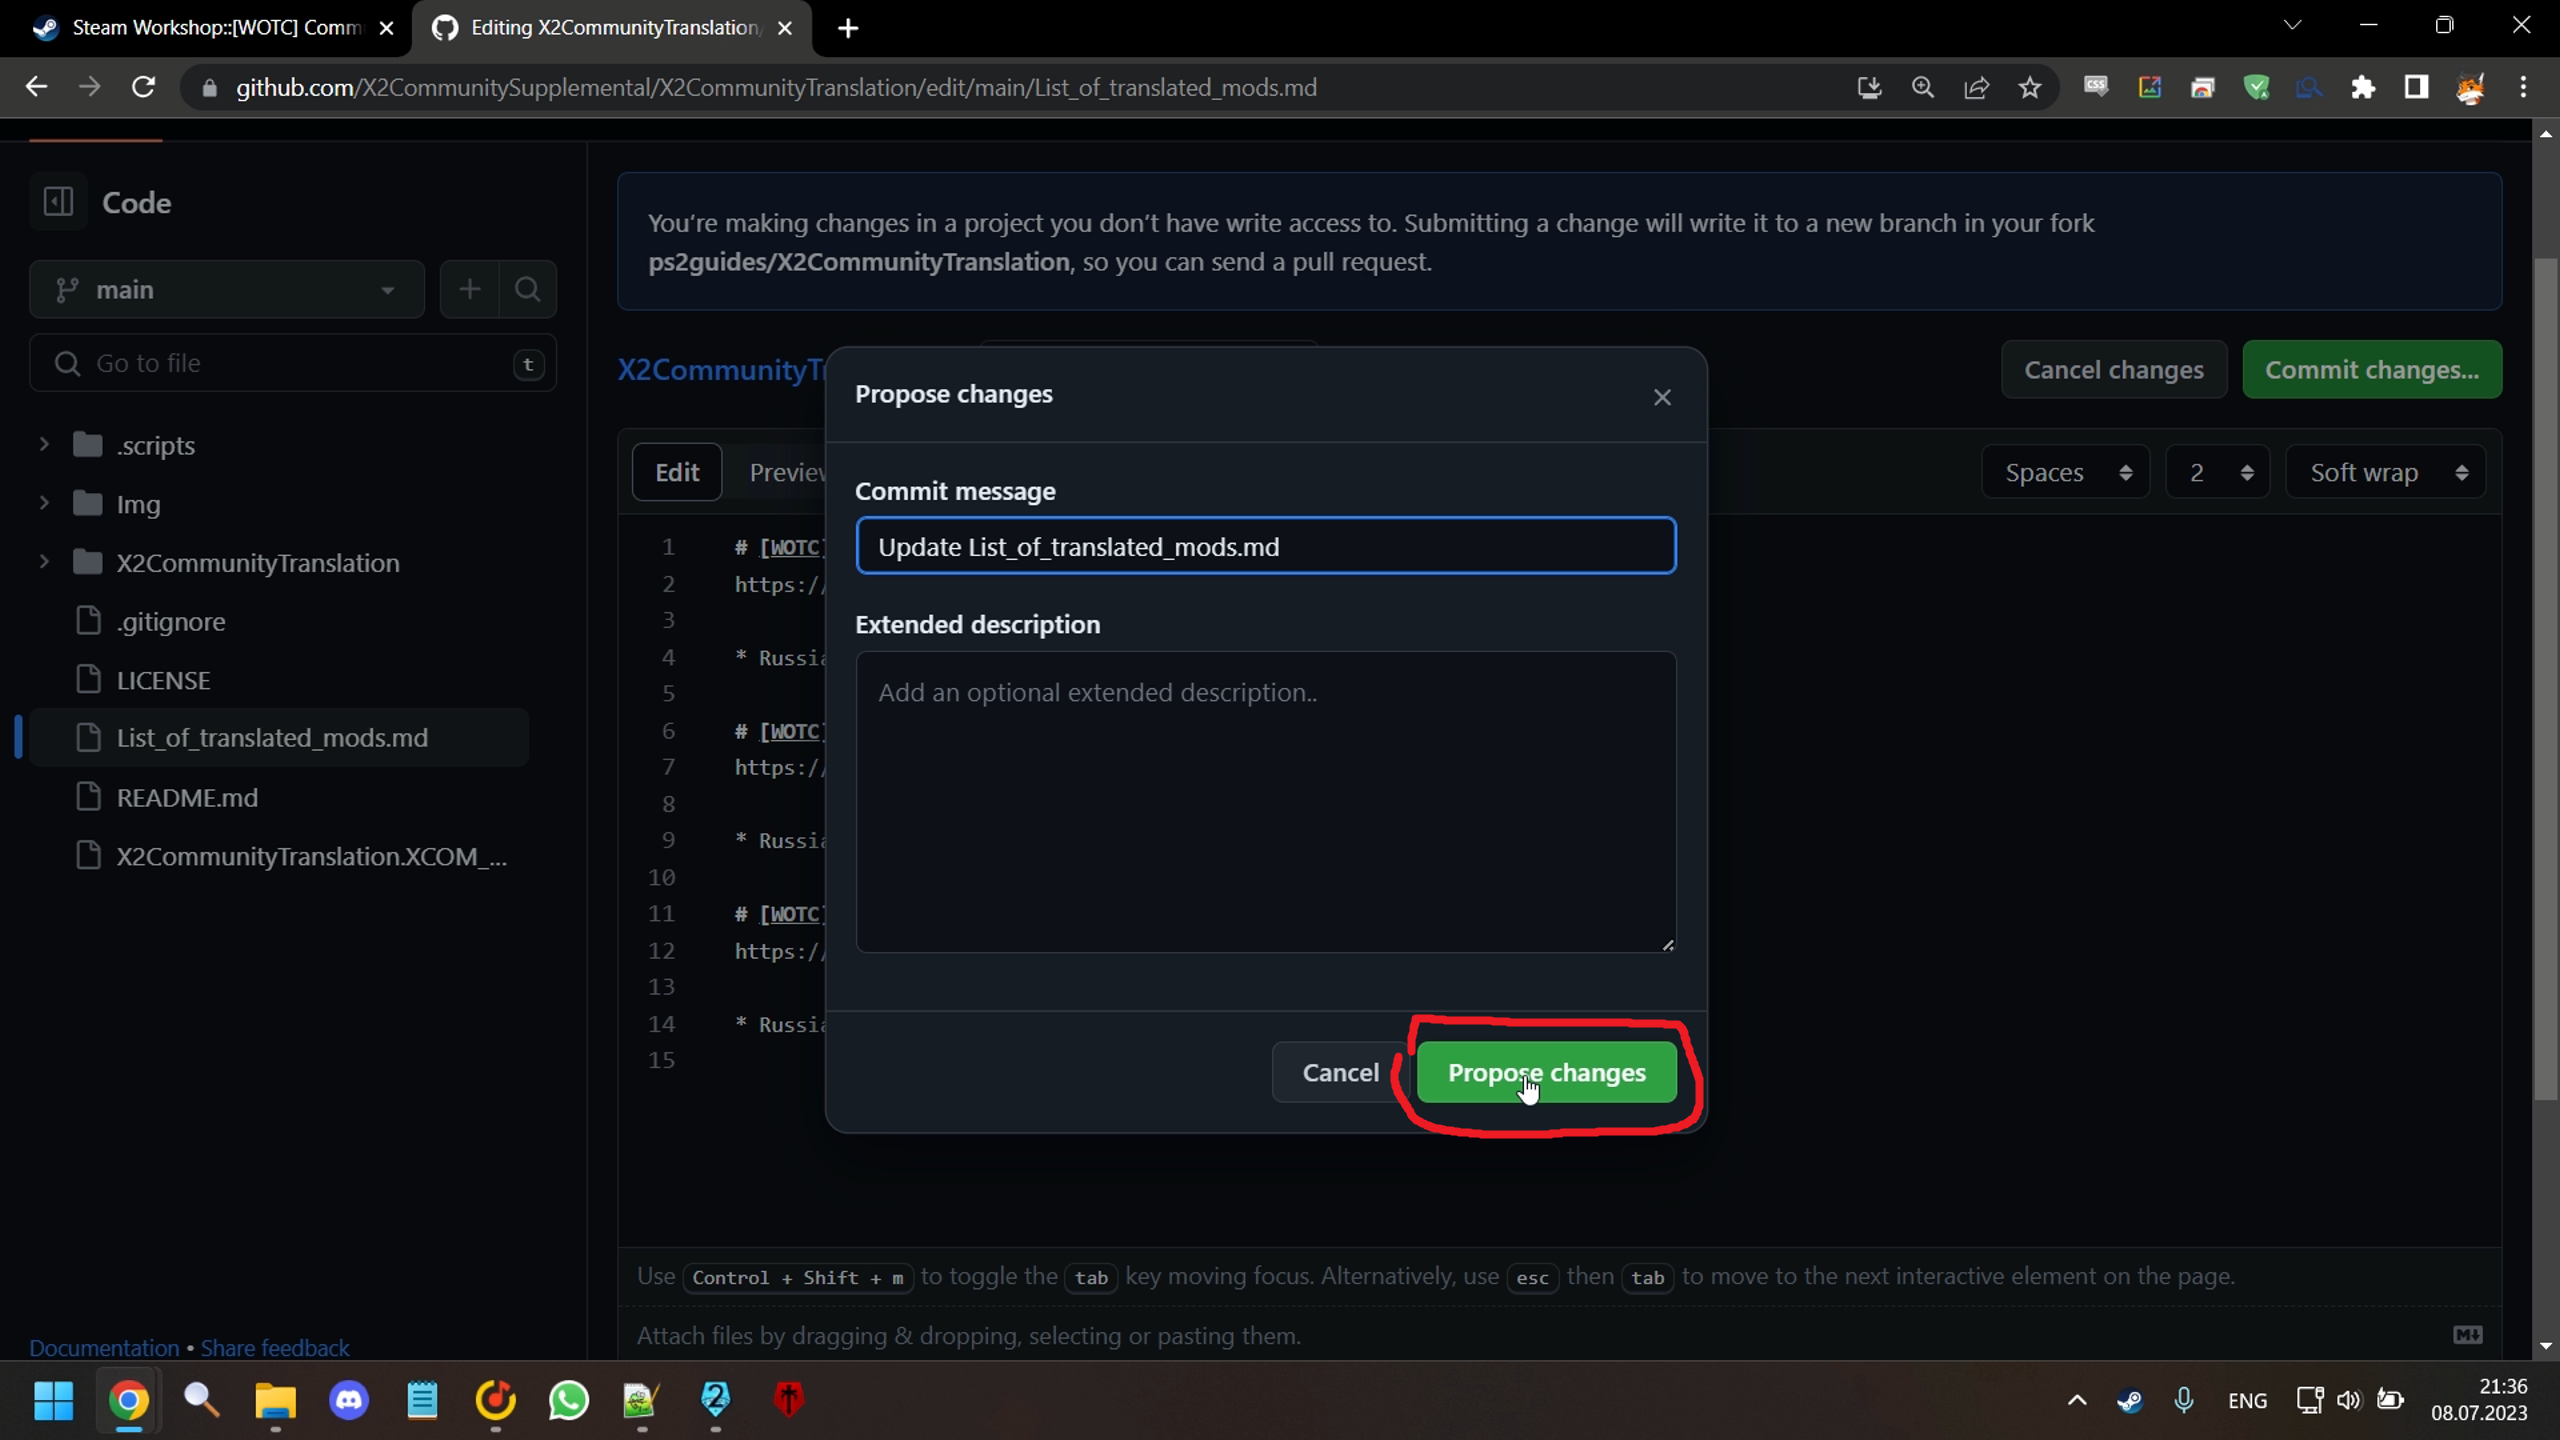 Steam Workshop::[WOTC] Comm
Editing X2CommunityTranslation/
github.com/X2CommunitySupplemental/X2CommunityTranslation/edit/main/List_of_translated_mods.md
Code
main
Go to file
t
.scripts
Img
X2CommunityTranslation
.gitignore
LICENSE
List_of_translated_mods.md
README.md
X2CommunityTranslation.XCOM_...
Documentation • Share feedback
You're making changes in a project you don't have write access to. Submitting a change will write it to a new branch in your fork
ps2guides/X2CommunityTranslation, so you can send a pull request.
X2CommunityTr
Cancel changes
Commit changes...
Edit
Preview
Spaces
2
Soft wrap
1 # [WOTC]
2 https://
3
4 * Russia
5
6 # [WOTC]
7 https://
8
9 * Russia
10
11 # [WOTC]
12 https://
13
14 * Russia
15
Propose changes
Commit message
Update List_of_translated_mods.md
Extended description
Add an optional extended description..
Cancel
Propose changes
Use Control + Shift + m to toggle the tab key moving focus. Alternatively, use esc then tab to move to the next interactive element on the page.
Attach files by dragging & dropping, selecting or pasting them.
ENG
21:36
08.07.2023